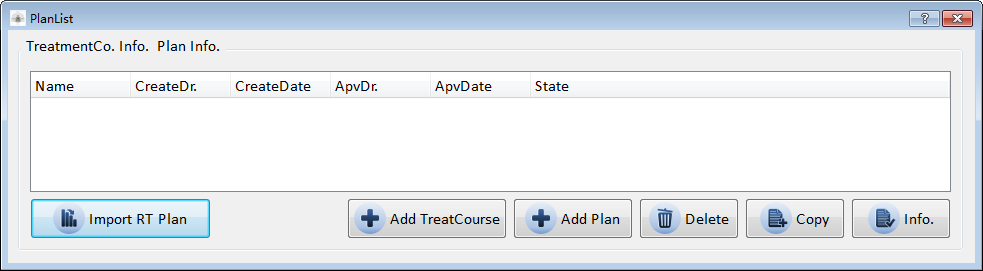 PlanList
TreatmentCo. Info. Plan Info.
Name CreateDr. CreateDate ApvDr. ApvDate State
Import RT Plan Add TreatCourse Add Plan Delete Copy Info.